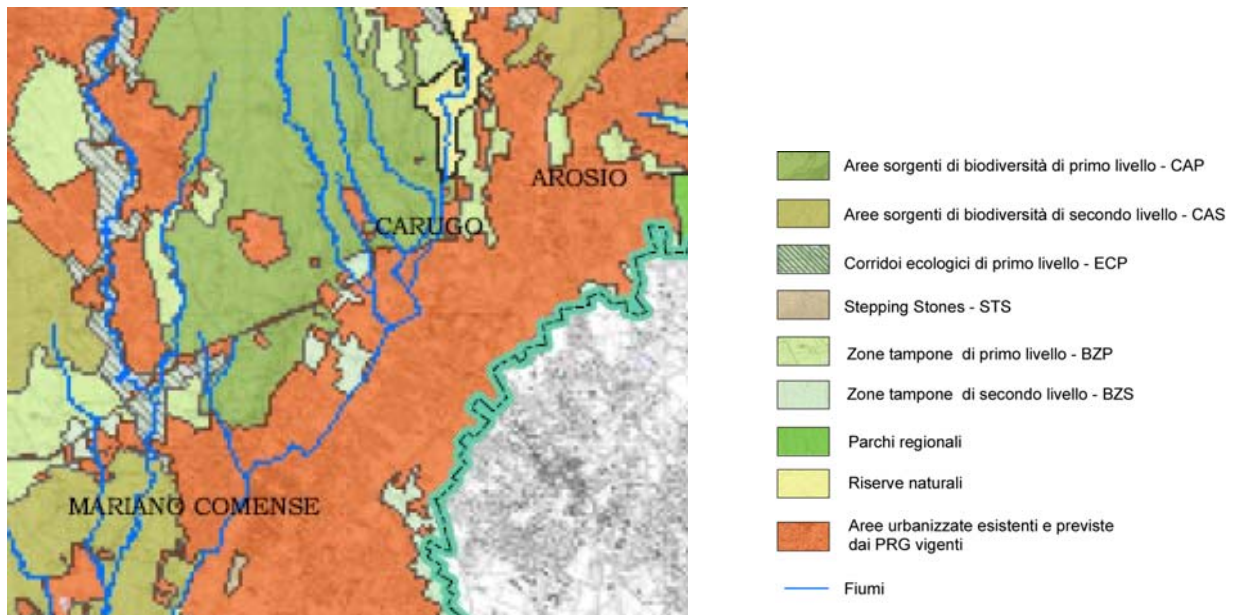 AROSIO
CARUGO
MARIANO COMENSE
Aree sorgenti di biodiversità di primo livello - CAP
Aree sorgenti di biodiversità di secondo livello - CAS
Corridoi ecologici di primo livello - ECP
Stepping Stones - STS
Zone tampone di primo livello - BZP
Zone tampone di secondo livello - BZS
Parchi regionali
Riserve naturali
Aree urbanizzate esistenti e previste
dai PRG vigenti
Fiumi